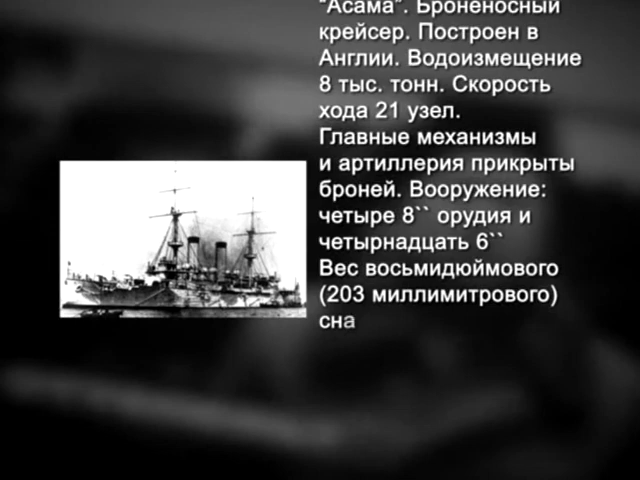 "Асама". Броненосный
крейсер. Построен в
Англии. Водоизмещение
8 тыс. тонн. Скорость
хода 21 узел.
Главные механизмы
и артиллерия прикрыты
броней. Вооружение:
четыре 8`` орудия и
четырнадцать 6``
Вес восьмидюймового
(203 миллимитрового)
сна